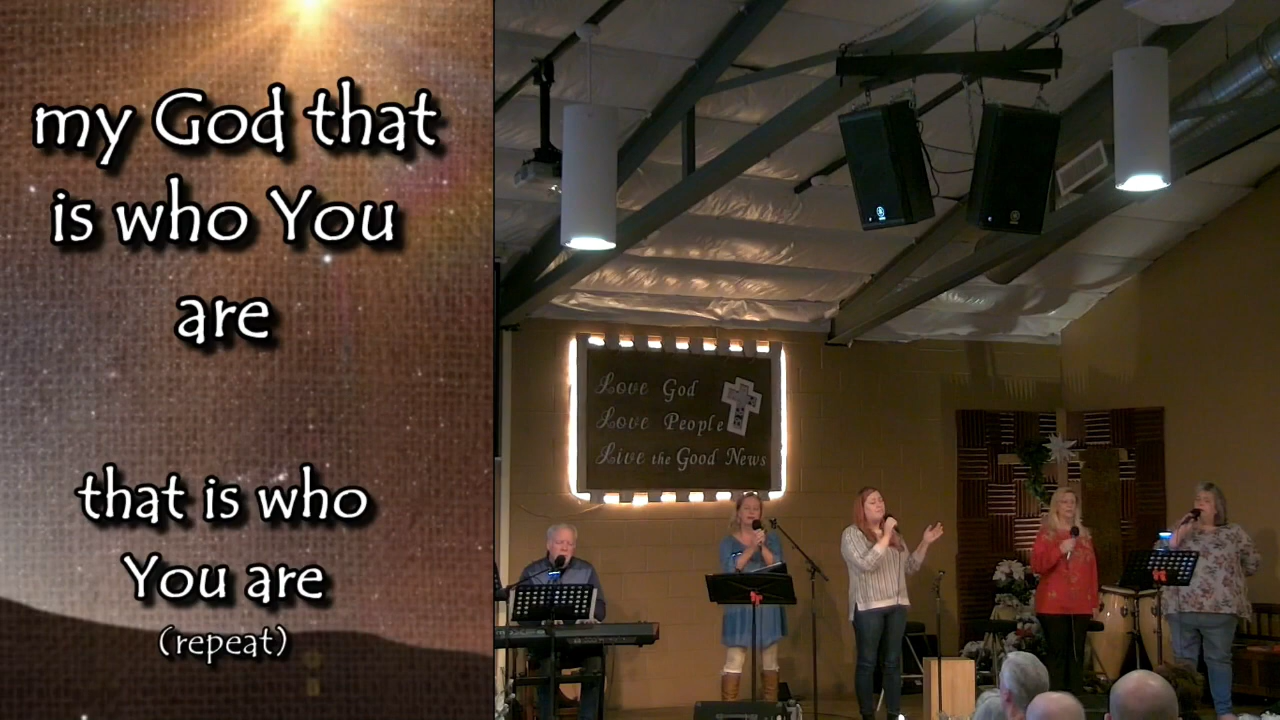 my God that
is who You
are
that is who
You are
(repeat)
Love God
Love People
Live the Good News